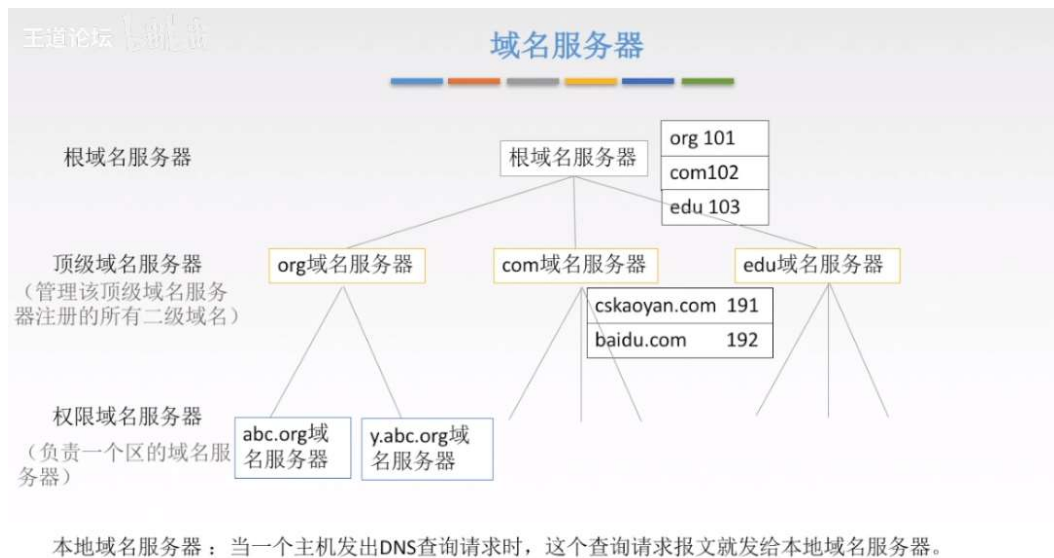 王道论坛
域名服务器
根域名服务器
根域名服务器
org 101
com102
edu 103
顶级域名服务器
(管理该顶级域名服务
器注册的所有二级域名)
org域名服务器
com域名服务器
edu域名服务器
cskaoyan.com 191
baidu.com 192
权限域名服务器
(负责一个区的域名服
务器)
abc.org域
名服务器
y.abc.org域
名服务器
本地域名服务器：当一个主机发出DNS查询请求时，这个查询请求报文就发给本地域名服务器。